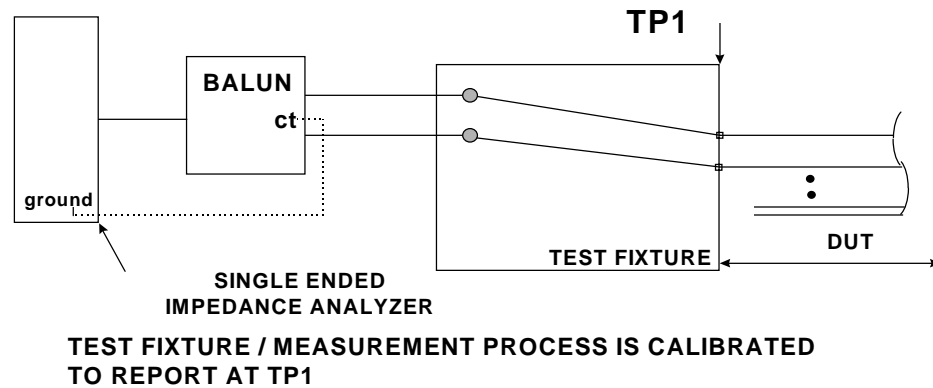 TP1
BALUN
ct
ground
TEST FIXTURE
DUT
SINGLE ENDED
IMPEDANCE ANALYZER
TEST FIXTURE / MEASUREMENT PROCESS IS CALIBRATED
TO REPORT AT TP1